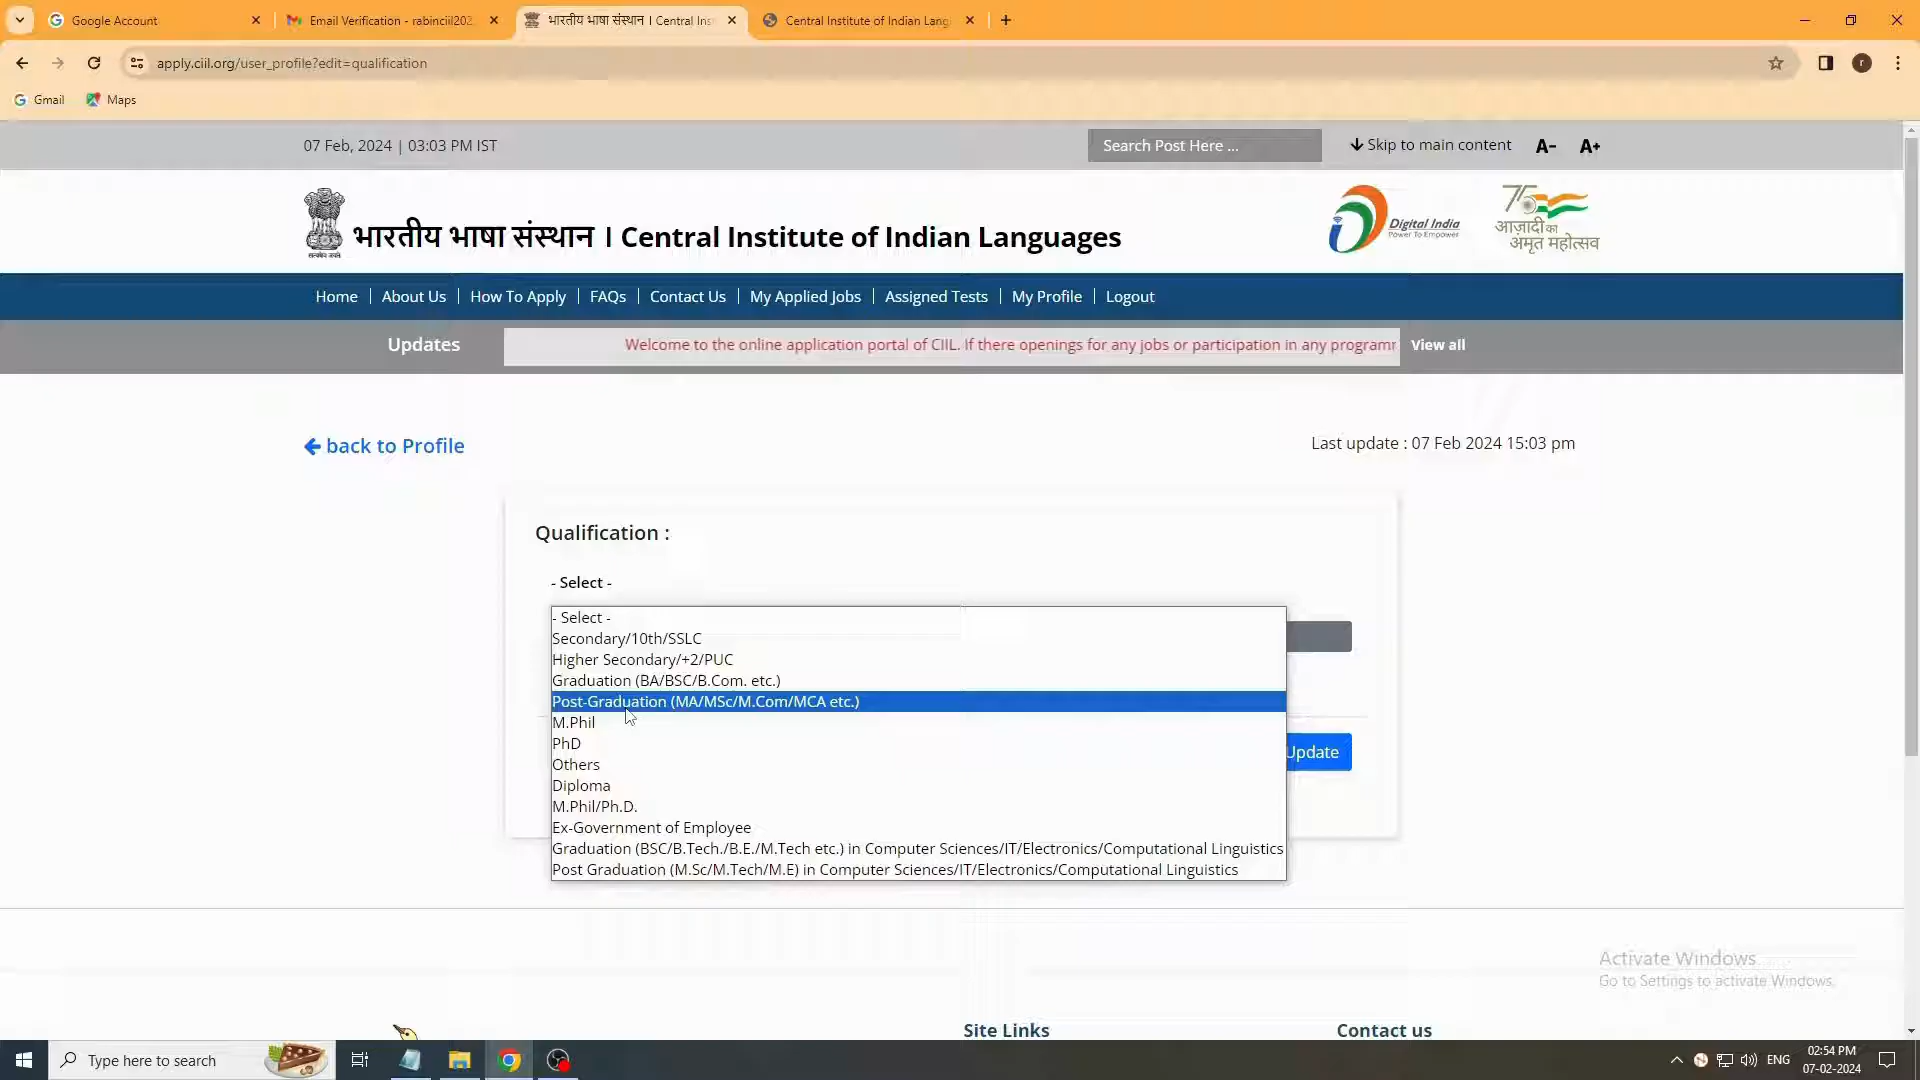 Google Account
Email Verification - rabinciil202
भारतीय भाषा संस्थान । Central Ins
Central Institute of Indian Lang
apply.ciil.org/user_profile?edit=qualification
r
Gmail
Maps
07 Feb, 2024 | 03:03 PM IST
Search Post Here ...
Skip to main content
A-
A+
सत्यमेव जयते
भारतीय भाषा संस्थान । Central Institute of Indian Languages
Digital India
Power To Empower
75
आज़ादी का
अमृत महोत्सव
Home
About Us
How To Apply
FAQs
Contact Us
My Applied Jobs
Assigned Tests
My Profile
Logout
Updates
Welcome to the online application portal of CIIL. If there openings for any jobs or participation in any program
View all
back to Profile
Last update : 07 Feb 2024 15:03 pm
Qualification :
- Select -
- Select -
Secondary/10th/SSLC
Higher Secondary/+2/PUC
Graduation (BA/BSC/B.Com. etc.)
Post-Graduation (MA/MSc/M.Com/MCA etc.)
M.Phil
PhD
Others
Diploma
M.Phil/Ph.D.
Ex-Government of Employee
Graduation (BSC/B.Tech./B.E./M.Tech etc.) in Computer Sciences/IT/Electronics/Computational Linguistics
Post Graduation (M.Sc/M.Tech/M.E) in Computer Sciences/IT/Electronics/Computational Linguistics
Update
Activate Windows
Go to Settings to activate Windows.
Site Links
Contact us
Type here to search
ENG
02:54 PM
07-02-2024